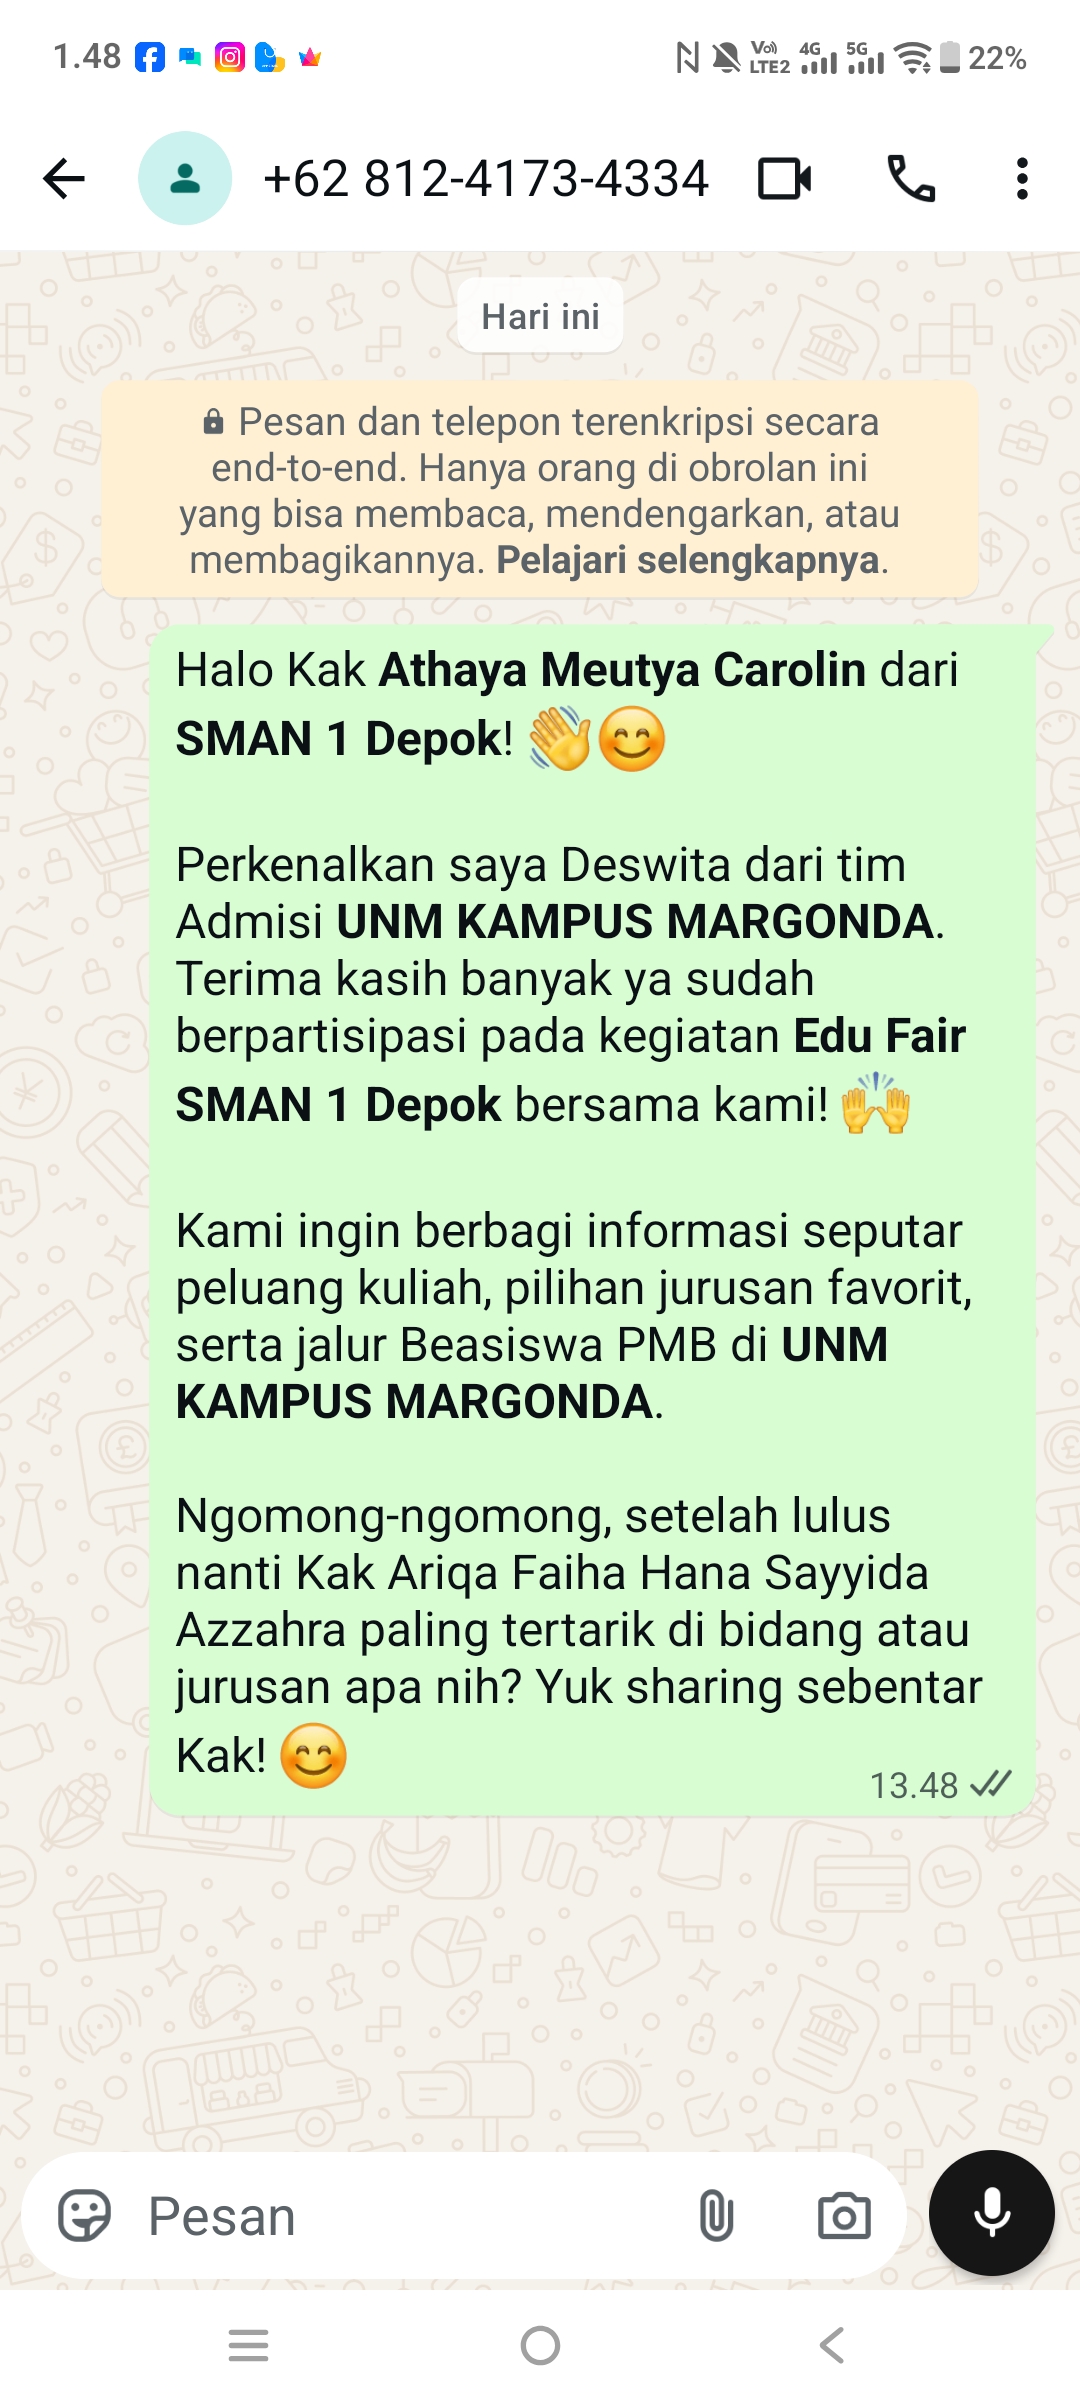 1.48
Vo)
LTE2
4G
5G
22%
+62 812-4173-4334
Hari ini
Pesan dan telepon terenkripsi secara
end-to-end. Hanya orang di obrolan ini
yang bisa membaca, mendengarkan, atau
membagikannya. Pelajari selengkapnya.
Halo Kak Athaya Meutya Carolin dari
SMAN 1 Depok! 👋😊
Perkenalkan saya Deswita dari tim
Admisi UNM KAMPUS MARGONDA.
Terima kasih banyak ya sudah
berpartisipasi pada kegiatan Edu Fair
SMAN 1 Depok bersama kami! 🙌
Kami ingin berbagi informasi seputar
peluang kuliah, pilihan jurusan favorit,
serta jalur Beasiswa PMB di UNM
KAMPUS MARGONDA.
Ngomong-ngomong, setelah lulus
nanti Kak Ariqa Faiha Hana Sayyida
Azzahra paling tertarik di bidang atau
jurusan apa nih? Yuk sharing sebentar
Kak! 😊
13.48
Pesan